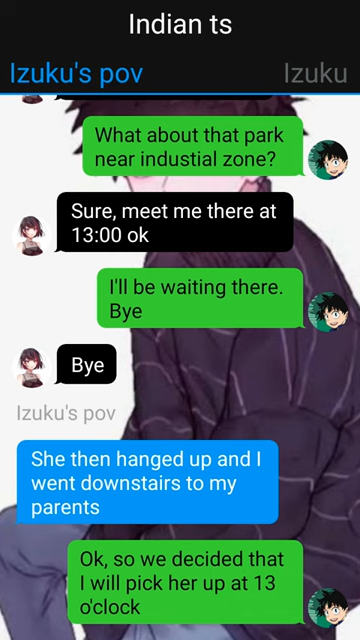 Indian ts
Izuku's pov
Izuku
What about that park
near industial zone?
Sure, meet me there at
13:00 ok
I'll be waiting there.
Bye
Bye
Izuku's pov
She then hanged up and I
went downstairs to my
parents
Ok, so we decided that
I will pick her up at 13
o'clock